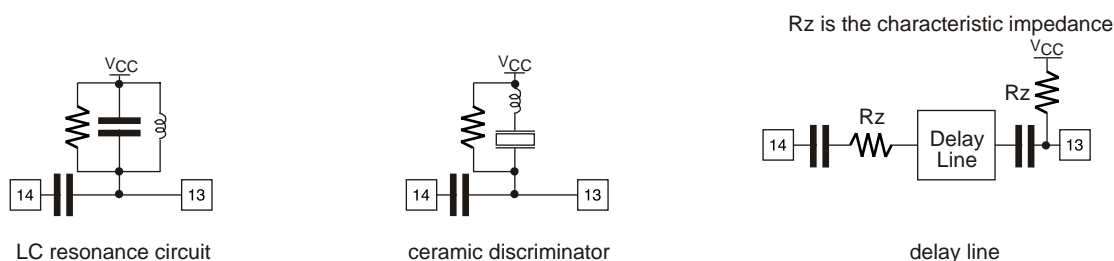 Rz is the characteristic impedance
VCC
VCC
VCC
Rz
Rz
Delay
Line
14
13
14
13
14
13
LC resonance circuit
ceramic discriminator
delay line